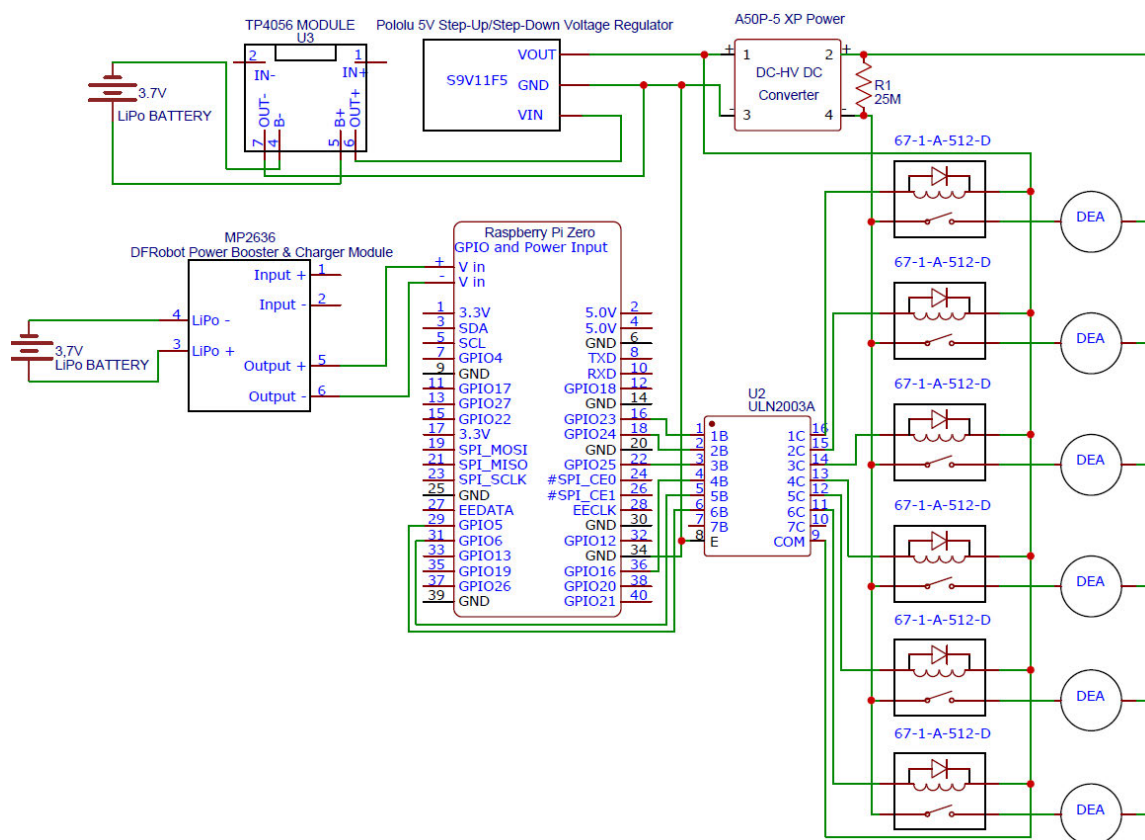 TP4056 MODULE
U3
2
1
IN-
IN+
OUT-
B-
B+
OUT+
7
4
5
6
3.7V
LiPo BATTERY
Pololu 5V Step-Up/Step-Down Voltage Regulator
VOUT
S9V11F5
GND
VIN
A50P-5 XP Power
+
1
2
+
DC-HV DC
Converter
-
3
4
-
R1
25M
MP2636
DFRobot Power Booster & Charger Module
Input +
1
Input -
2
4
LiPo -
3
LiPo +
Output +
5
Output -
6
3,7V
LiPo BATTERY
Raspberry Pi Zero
GPIO and Power Input
+
V in
-
V in
1 3.3V 5.0V 2
3 SDA 5.0V 4
5 SCL GND 6
7 GPIO4 TXD 8
9 GND RXD 10
11 GPIO17 GPIO18 12
13 GPIO27 GND 14
15 GPIO22 GPIO23 16
17 3.3V GPIO24 18
19 SPI_MOSI GND 20
21 SPI_MISO GPIO25 22
23 SPI_SCLK #SPI_CE0 24
25 GND #SPI_CE1 26
27 EEDATA EECLK 28
29 GPIO5 GND 30
31 GPIO6 GPIO12 32
33 GPIO13 GND 34
35 GPIO19 GPIO16 36
37 GPIO26 GPIO20 38
39 GND GPIO21 40
U2
ULN2003A
1 1B 1C 16
2 2B 2C 15
3 3B 3C 14
4 4B 4C 13
5 5B 5C 12
6 6B 6C 11
7 7B 7C 10
8 E COM 9
67-1-A-512-D
DEA
67-1-A-512-D
DEA
67-1-A-512-D
DEA
67-1-A-512-D
DEA
67-1-A-512-D
DEA
67-1-A-512-D
DEA